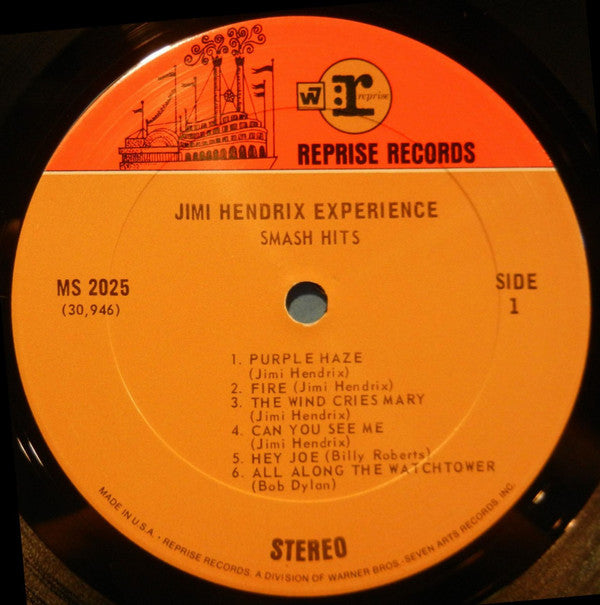 W7
r:
reprise
REPRISE RECORDS
JIMI HENDRIX EXPERIENCE
SMASH HITS
MS 2025
(30,946)
SIDE
1
1. PURPLE HAZE
(Jimi Hendrix)
2. FIRE (Jimi Hendrix)
3. THE WIND CRIES MARY
(Jimi Hendrix)
4. CAN YOU SEE ME
(Jimi Hendrix)
5. HEY JOE (Billy Roberts)
6. ALL ALONG THE WATCHTOWER
(Bob Dylan)
STEREO
MADE IN U.S.A. - REPRISE RECORDS, A DIVISION OF WARNER BROS.-SEVEN ARTS RECORDS, INC.